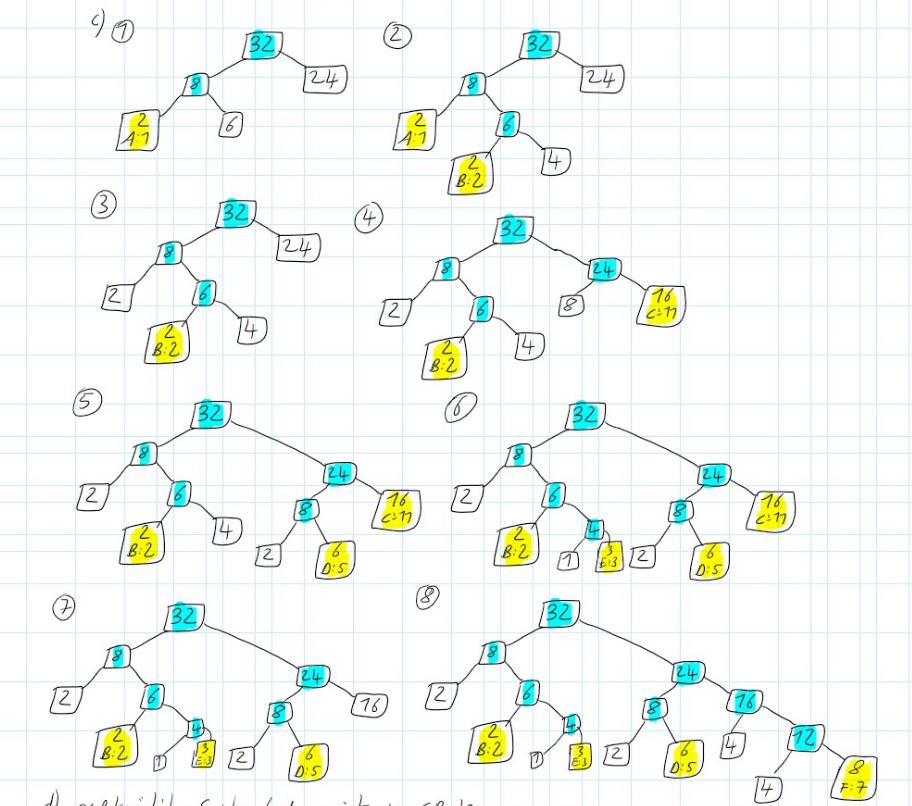 c) ① ②
32 32
8 24 8 24
2 A:1 6 2 A:1 6
2 B:2 4
③ ④
32 32
8 24 8 24
2 6 2 6 8 16 C:11
2 B:2 4 2 B:2 4
⑤ ⑥
32 32
8 24 8 24
2 6 8 16 C:11 2 6 8 16 C:11
2 B:2 4 2 6 D:5 2 B:2 4 2 6 D:5
1 3 E:3
⑦ ⑧
32 32
8 24 8 24
2 6 8 16 2 6 8 16
2 B:2 4 2 6 D:5 2 B:2 4 2 6 D:5 4 12
1 3 E:3 1 3 E:3 4 8 F:7
d)